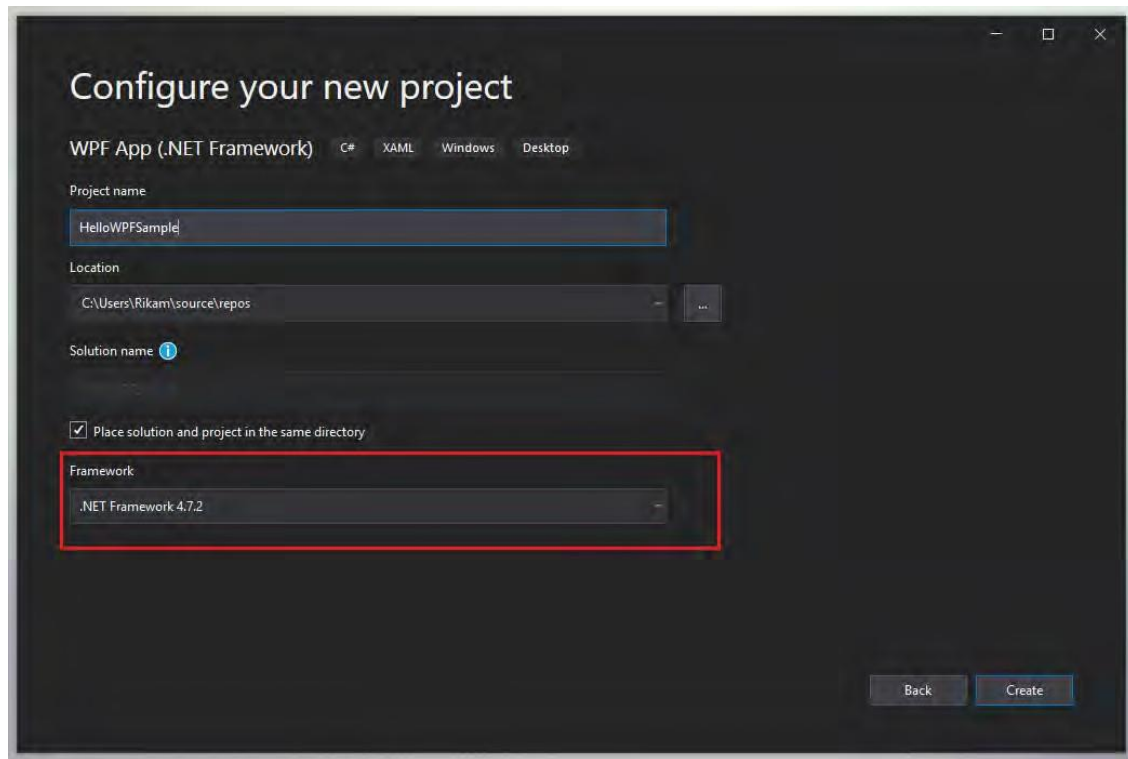 Configure your new project
WPF App (.NET Framework) C# XAML Windows Desktop
Project name
HelloWPFSample
Location
C:\Users\Rikam\source\repos
...
Solution name
Place solution and project in the same directory
Framework
.NET Framework 4.7.2
Back Create